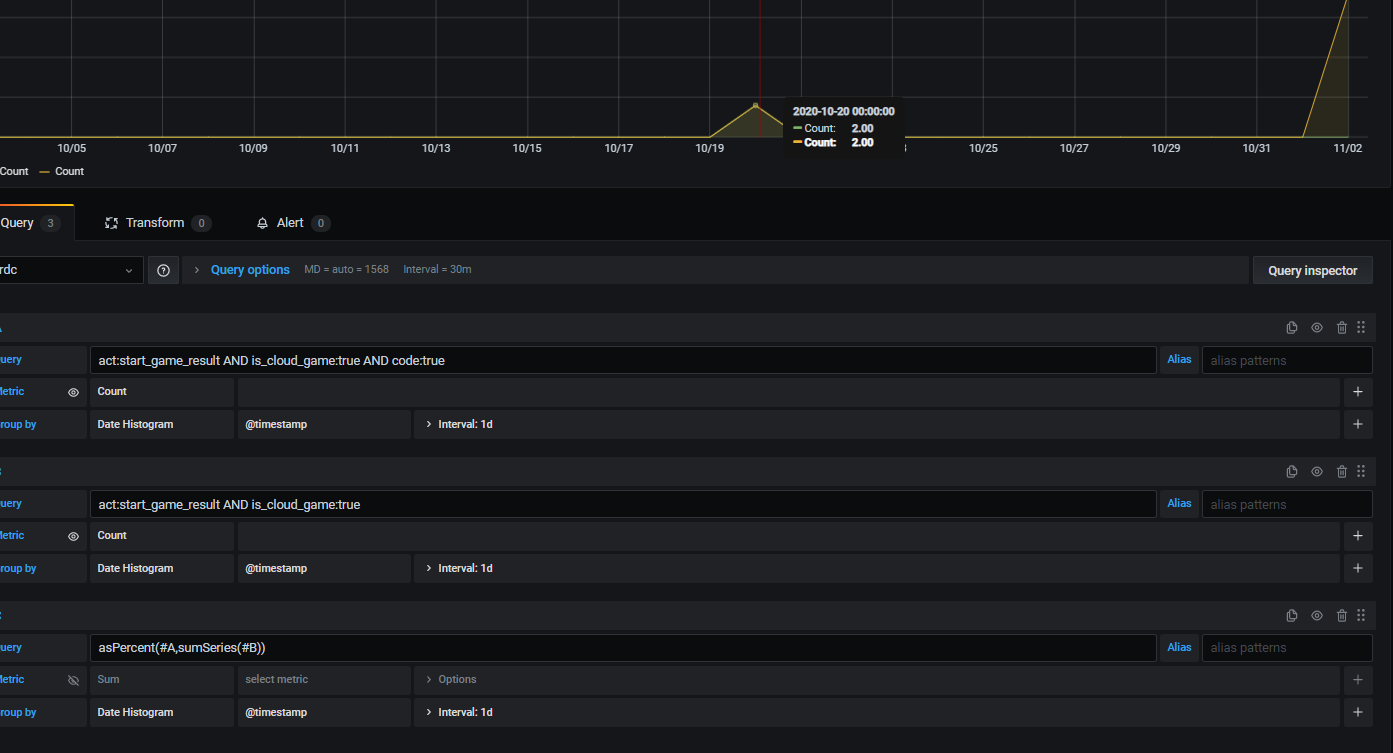 2020-10-20 00:00:00
Count: 2.00
Count: 2.00
10/05 10/07 10/09 10/11 10/13 10/15 10/17 10/19 10/25 10/27 10/29 10/31 11/02
Count Count
Query 3 Transform 0 Alert 0
rdc Query options MD = auto = 1568 Interval = 30m Query inspector
uery act:start_game_result AND is_cloud_game:true AND code:true Alias alias patterns
Metric Count
roup by Date Histogram @timestamp Interval: 1d
uery act:start_game_result AND is_cloud_game:true Alias alias patterns
Metric Count
roup by Date Histogram @timestamp Interval: 1d
uery asPercent(#A,sumSeries(#B)) Alias alias patterns
Metric Sum select metric Options
roup by Date Histogram @timestamp Interval: 1d